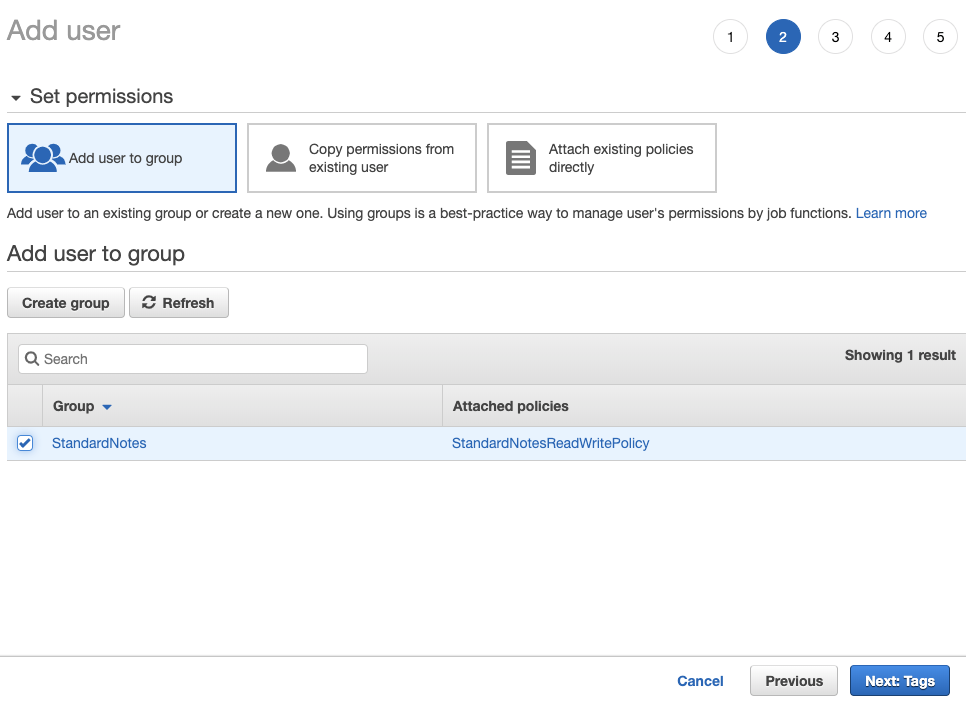 Add user
1 2 3 4 5
Set permissions
Add user to group
Copy permissions from
existing user
Attach existing policies
directly
Add user to an existing group or create a new one. Using groups is a best-practice way to manage user's permissions by job functions. Learn more
Add user to group
Create group
Refresh
Search
Showing 1 result
Group
Attached policies
StandardNotes
StandardNotesReadWritePolicy
Cancel
Previous
Next: Tags